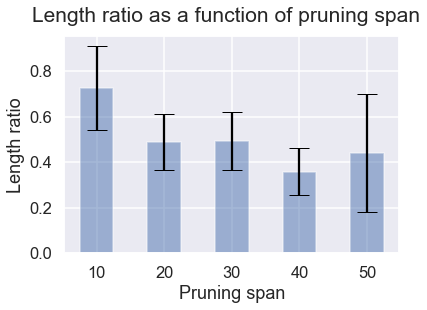 Length ratio as a function of pruning span
Length ratio
0.8
0.6
0.4
0.2
0.0
10 20 30 40 50
Pruning span